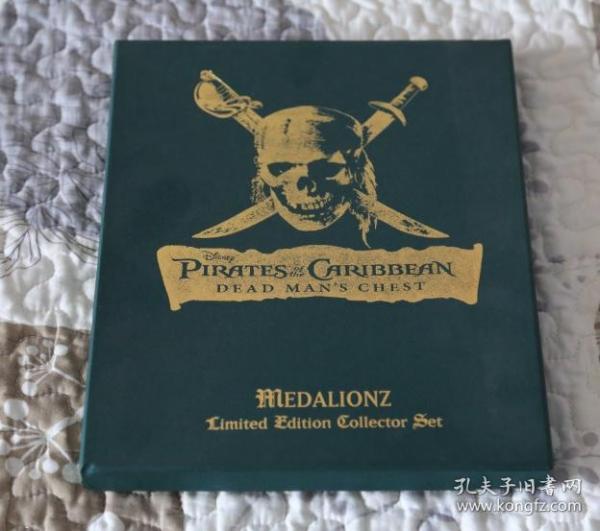 Disney
PIRATES OF THE CARIBBEAN
DEAD MAN'S CHEST
MEDALIONZ
Limited Edition Collector Set
孔夫子旧书网
www.kongfz.com